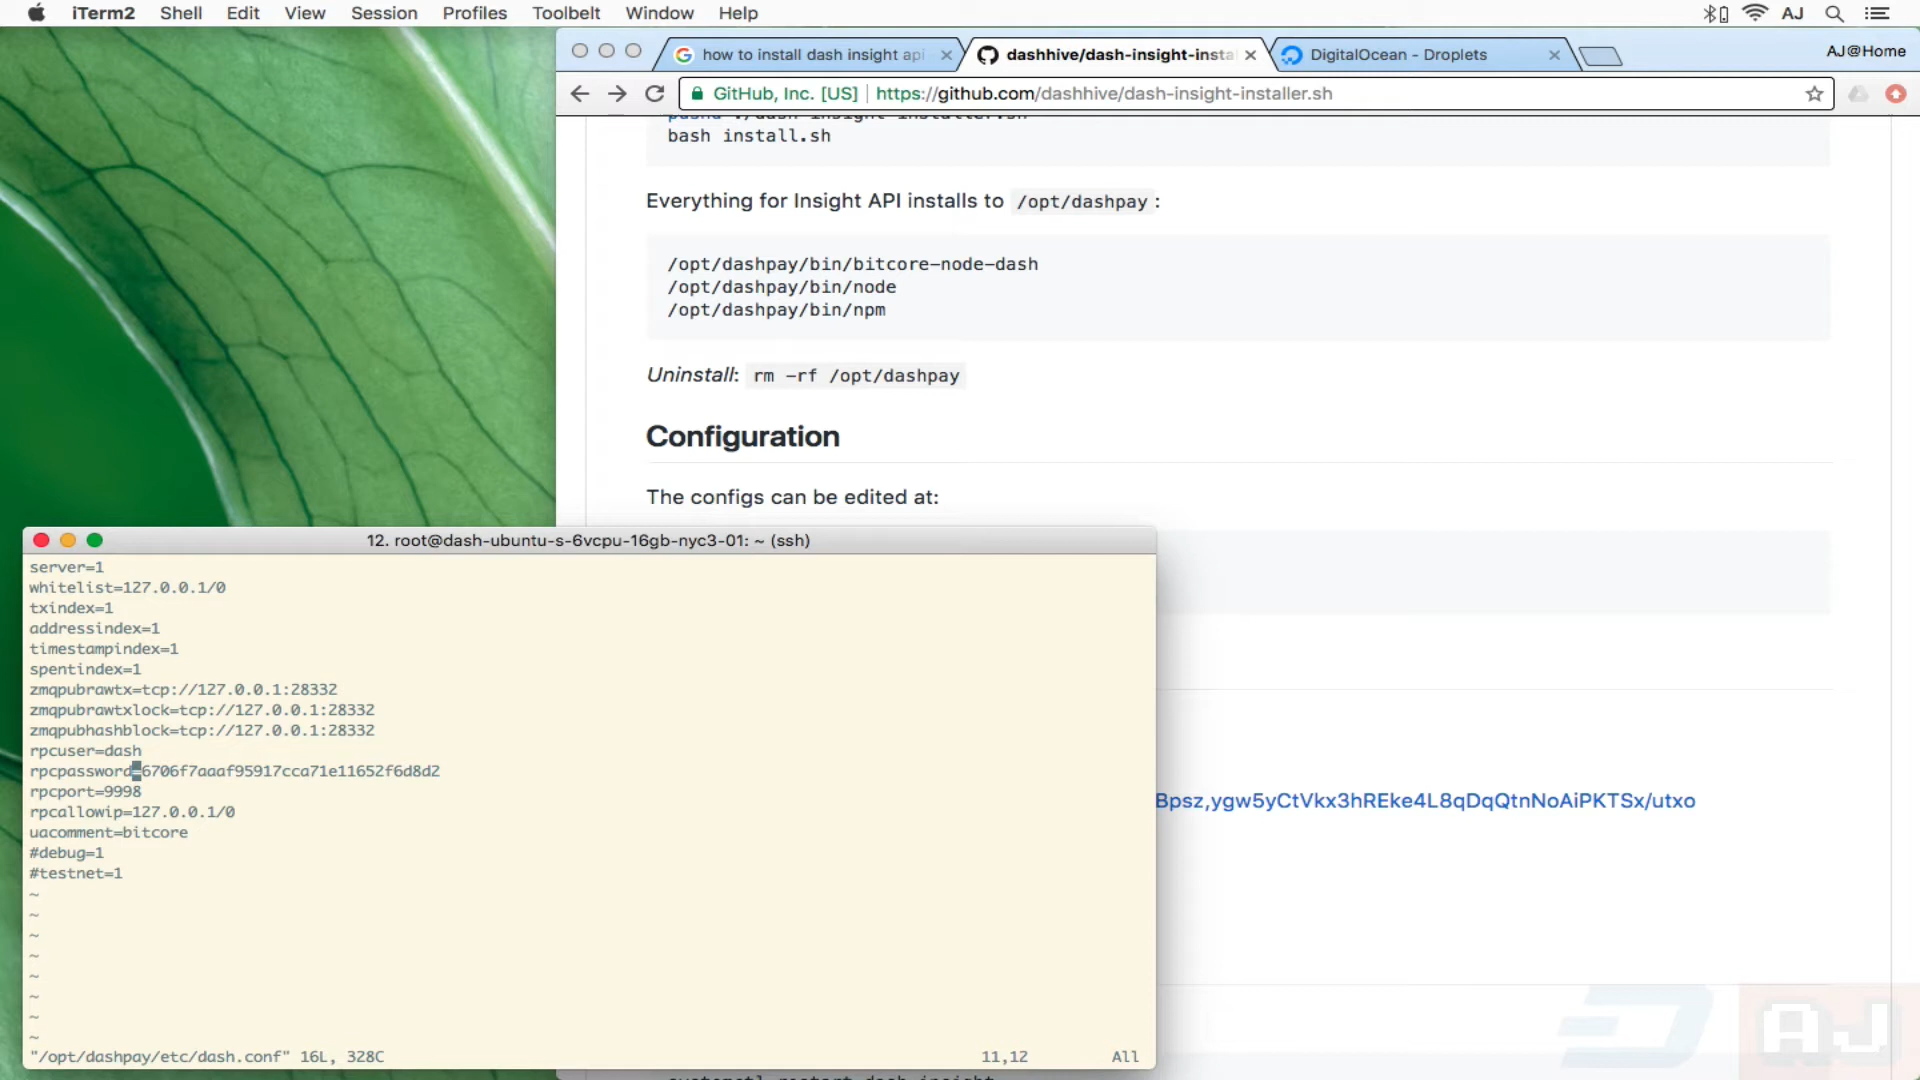 iTerm2 Shell Edit View Session Profiles Toolbelt Window Help AJ
how to install dash insight api
dashhive/dash-insight-insta
DigitalOcean - Droplets
AJ@Home
GitHub, Inc. [US] https://github.com/dashhive/dash-insight-installer.sh
bash install.sh
Everything for Insight API installs to /opt/dashpay:
/opt/dashpay/bin/bitcore-node-dash
/opt/dashpay/bin/node
/opt/dashpay/bin/npm
Uninstall: rm -rf /opt/dashpay
Configuration
The configs can be edited at:
12. root@dash-ubuntu-s-6vcpu-16gb-nyc3-01: ~ (ssh)
server=1
whitelist=127.0.0.1/0
txindex=1
addressindex=1
timestampindex=1
spentindex=1
zmqpubrawtx=tcp://127.0.0.1:28332
zmqpubrawtxlock=tcp://127.0.0.1:28332
zmqpubhashblock=tcp://127.0.0.1:28332
rpcuser=dash
rpcpassword=6706f7aaaf95917cca71e11652f6d8d2
rpcport=9998
rpcallowip=127.0.0.1/0
uacomment=bitcore
#debug=1
#testnet=1
~
~
~
~
~
~
~
~
"/opt/dashpay/etc/dash.conf" 16L, 328C 11,12 All
Bpsz,ygw5yCtVkx3hREke4L8qDqQtnNoAiPKTSx/utxo
AJ